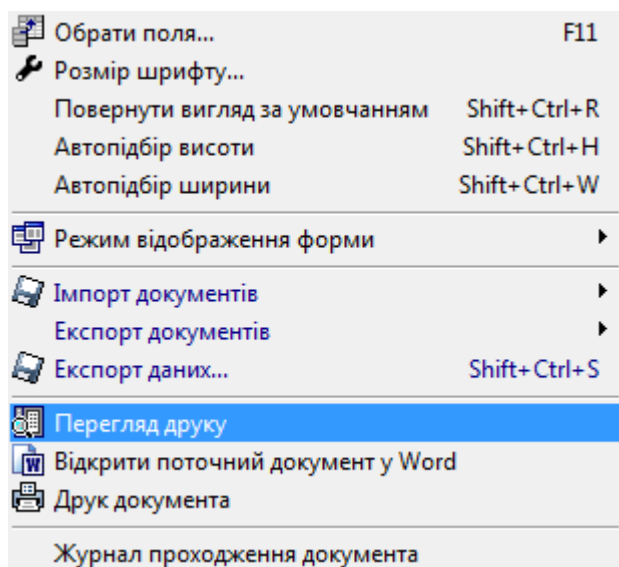 Обрати поля... F11
Розмір шрифту...
Повернути вигляд за умовчанням Shift+Ctrl+R
Автопідбір висоти Shift+Ctrl+H
Автопідбір ширини Shift+Ctrl+W
Режим відображення форми
Імпорт документів
Експорт документів
Експорт даних... Shift+Ctrl+S
Перегляд друку
Відкрити поточний документ у Word
Друк документа
Журнал проходження документа